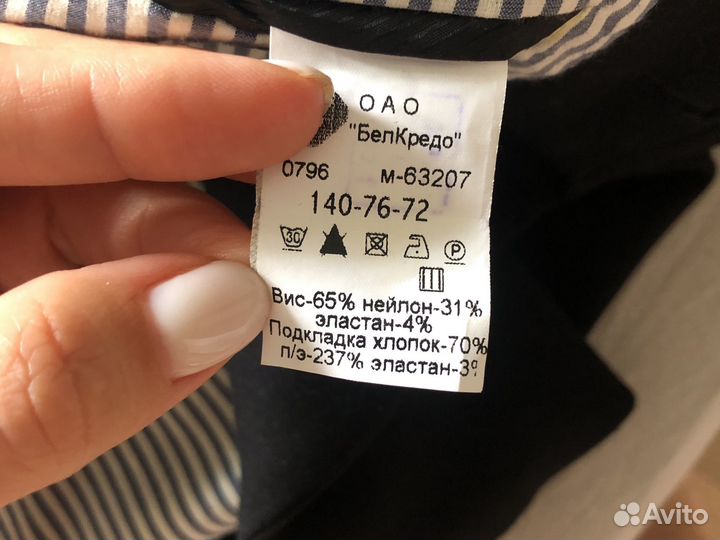 ОАО
"БелКредо"
0796 м-63207
140-76-72
30 P
Вис-65% нейлон-31%
эластан-4%
Подкладка хлопок-70%
п/э-237% эластан-3%
Avito